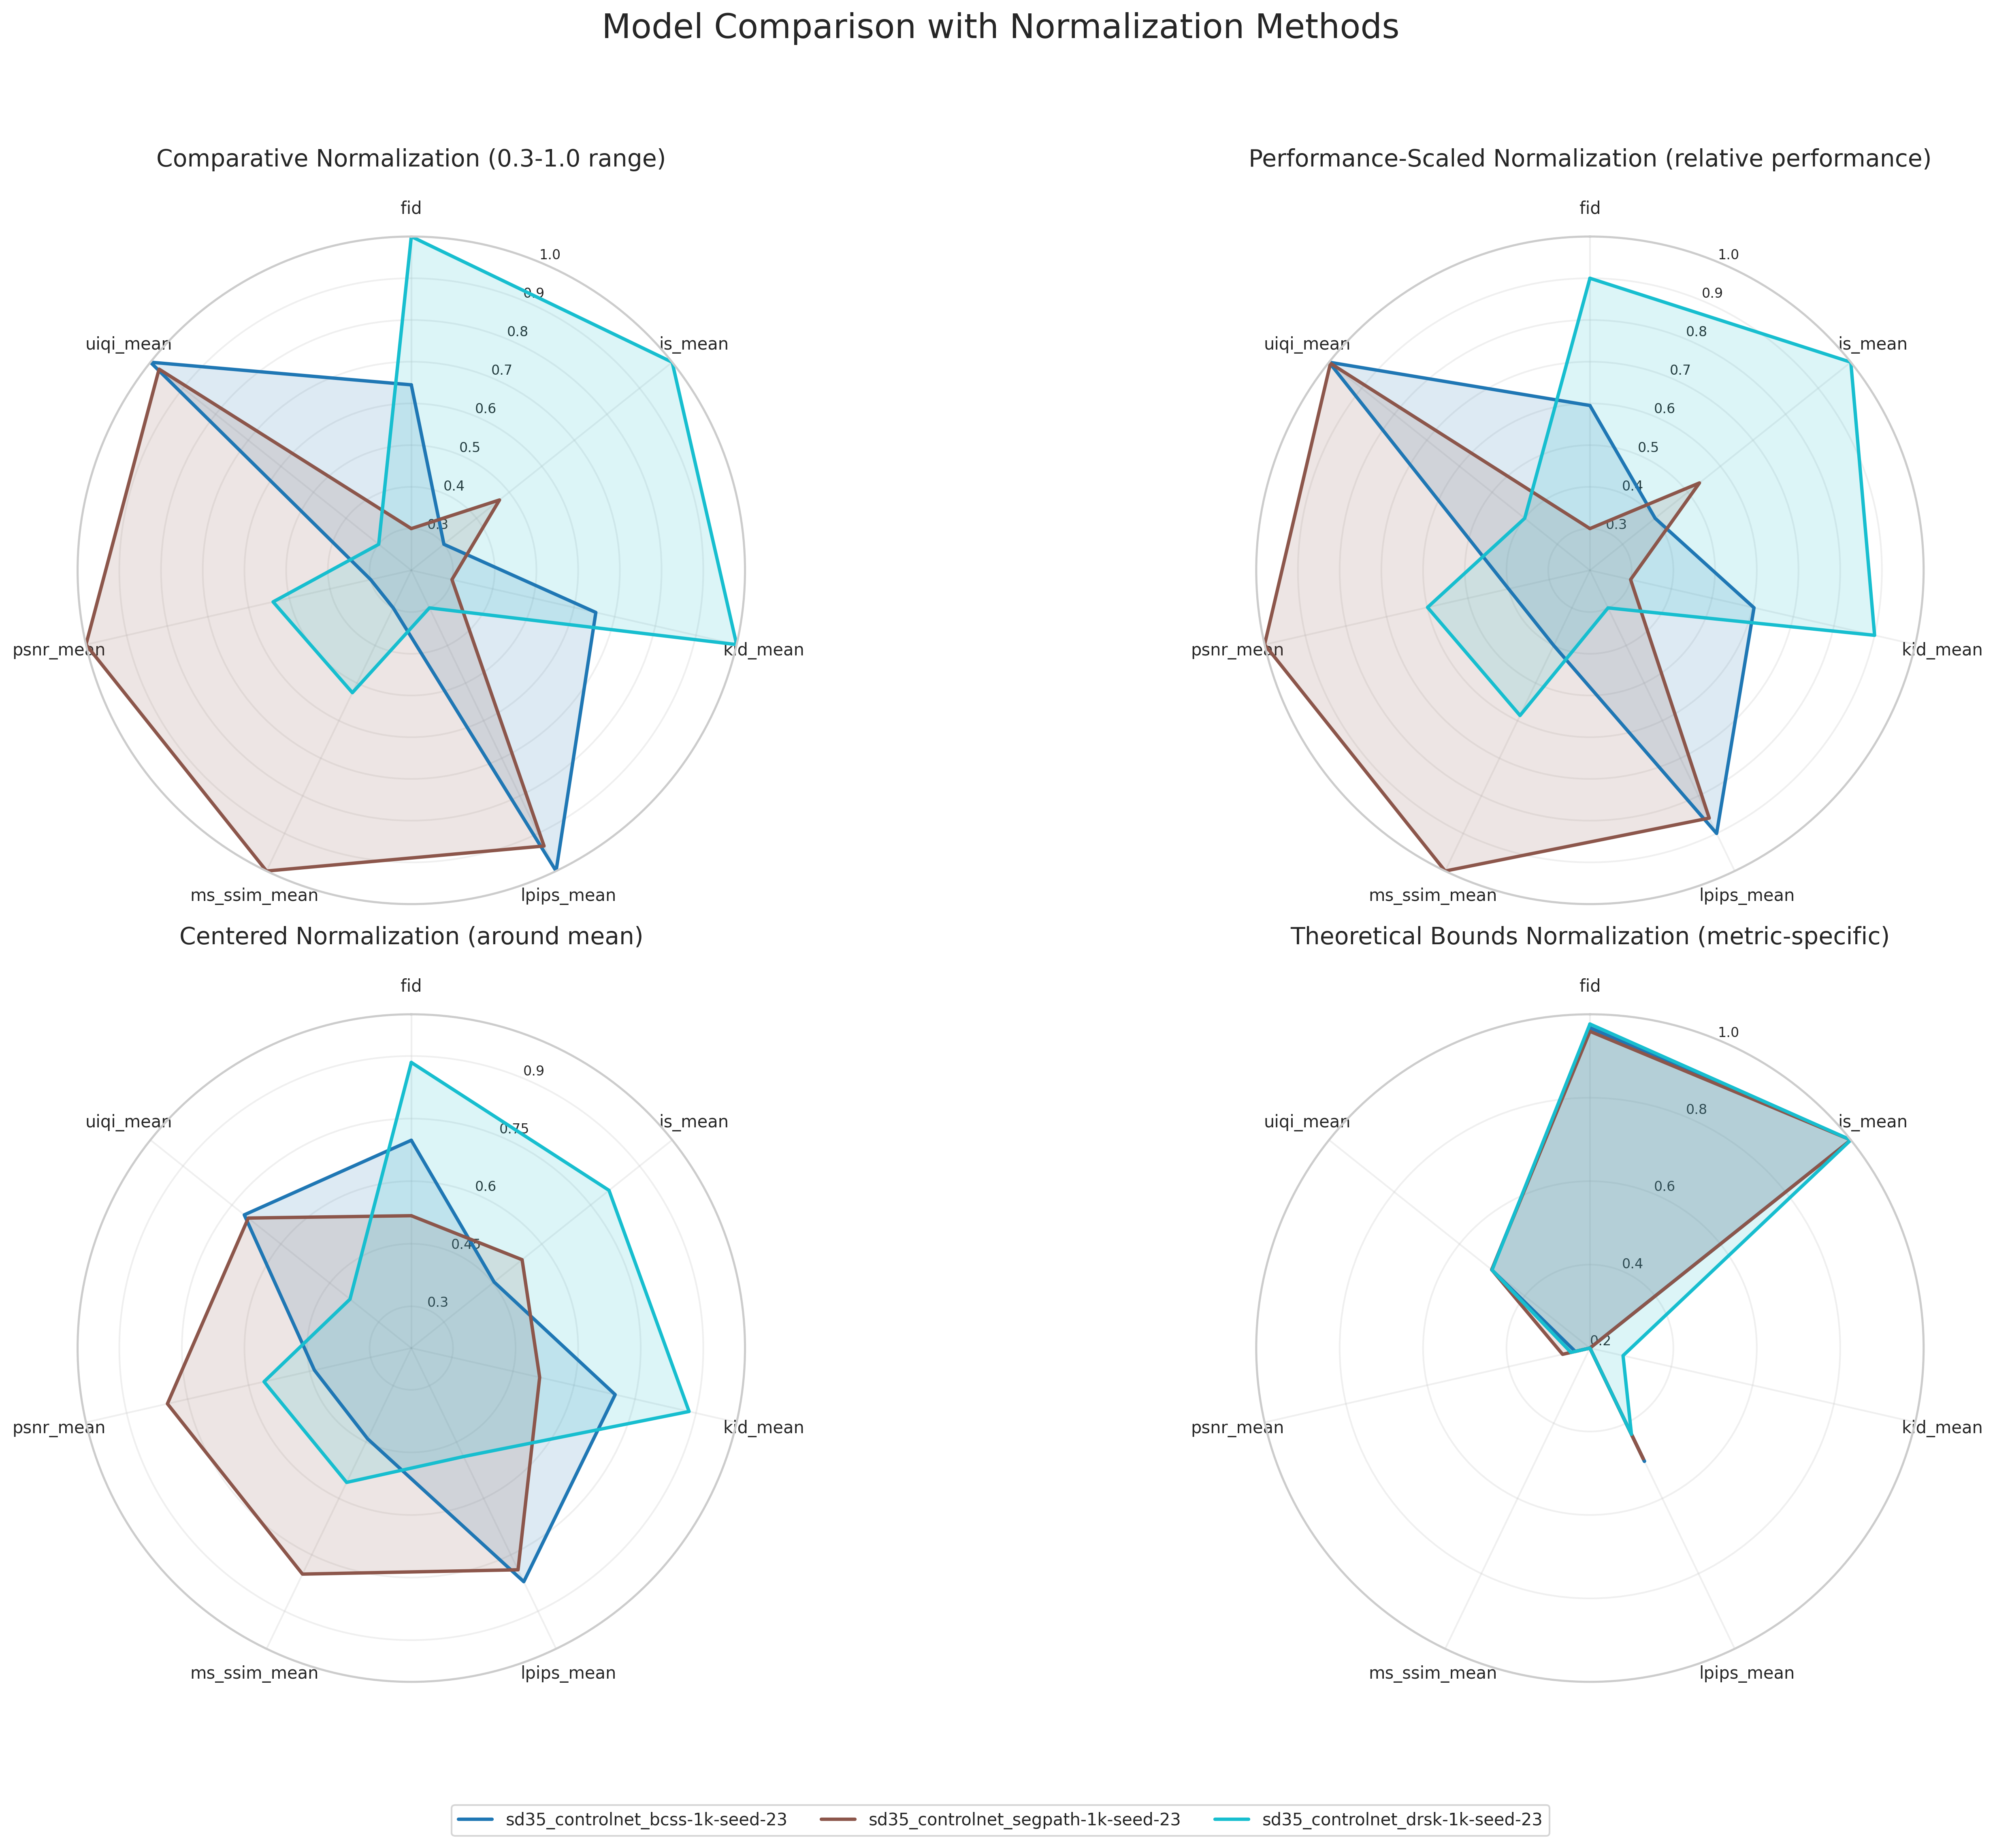 Model Comparison with Normalization Methods
Comparative Normalization (0.3-1.0 range)
fid
is_mean
kid_mean
lpips_mean
ms_ssim_mean
psnr_mean
uiqi_mean
1.0
0.9
0.8
0.7
0.6
0.5
0.4
0.3
Performance-Scaled Normalization (relative performance)
fid
is_mean
kid_mean
lpips_mean
ms_ssim_mean
psnr_mean
uiqi_mean
1.0
0.9
0.8
0.7
0.6
0.5
0.4
0.3
Centered Normalization (around mean)
fid
is_mean
kid_mean
lpips_mean
ms_ssim_mean
psnr_mean
uiqi_mean
0.9
0.75
0.6
0.45
0.3
Theoretical Bounds Normalization (metric-specific)
fid
is_mean
kid_mean
lpips_mean
ms_ssim_mean
psnr_mean
uiqi_mean
1.0
0.8
0.6
0.4
0.2
sd35_controlnet_bcss-1k-seed-23
sd35_controlnet_segpath-1k-seed-23
sd35_controlnet_drsk-1k-seed-23